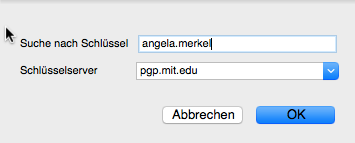 Suche nach Schlüssel angela.merkel
Schlüsselserver pgp.mit.edu
Abbrechen OK